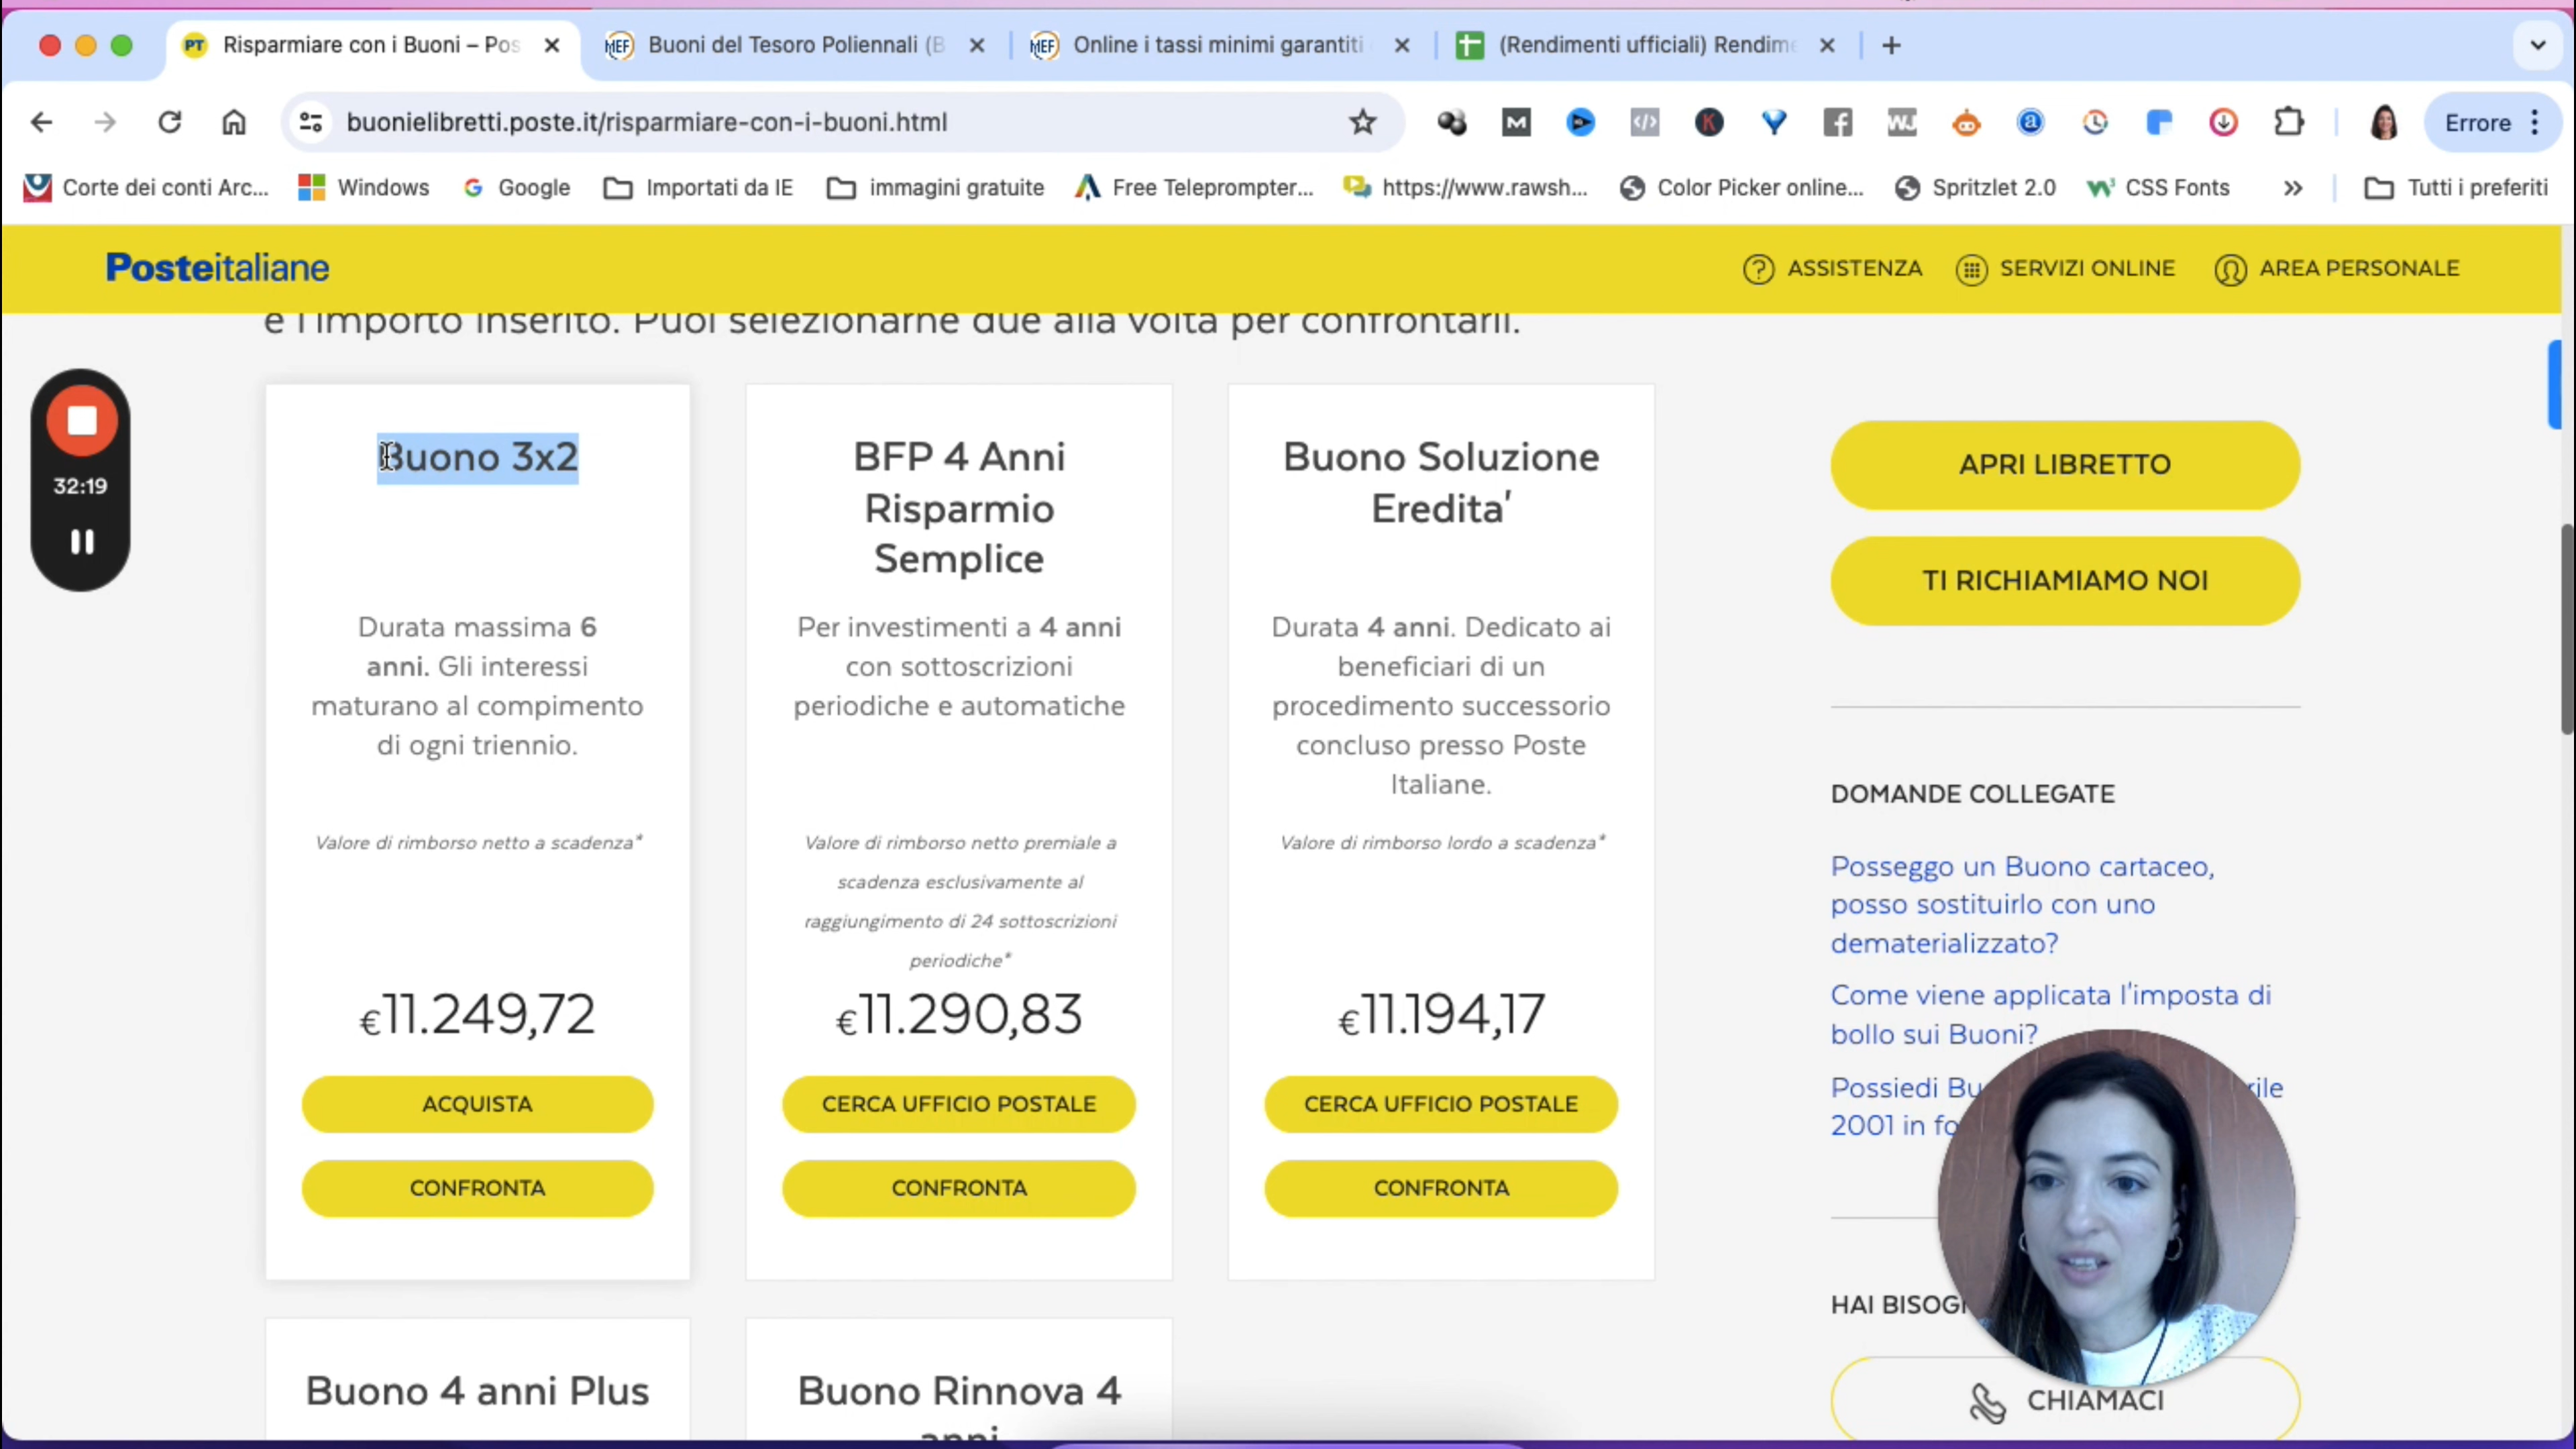 Risparmiare con i Buoni – Pos
Buoni del Tesoro Poliennali (B
Online i tassi minimi garantiti
(Rendimenti ufficiali) Rendim
buonielibretti.poste.it/risparmiare-con-i-buoni.html
Errore
Corte dei conti Arc...
Windows
Google
Importati da IE
immagini gratuite
Free Teleprompter...
https://www.rawsh...
Color Picker online...
Spritzlet 2.0
CSS Fonts
Tutti i preferiti
Posteitaliane
ASSISTENZA
SERVIZI ONLINE
AREA PERSONALE
e l'importo inserito. Puoi selezionarne due alla volta per confrontarli.
32:19
Buono 3x2
Durata massima 6
anni. Gli interessi
maturano al compimento
di ogni triennio.
Valore di rimborso netto a scadenza*
€11.249,72
ACQUISTA
CONFRONTA
BFP 4 Anni
Risparmio
Semplice
Per investimenti a 4 anni
con sottoscrizioni
periodiche e automatiche
Valore di rimborso netto premiale a
scadenza esclusivamente al
raggiungimento di 24 sottoscrizioni
periodiche*
€11.290,83
CERCA UFFICIO POSTALE
CONFRONTA
Buono Soluzione
Eredita'
Durata 4 anni. Dedicato ai
beneficiari di un
procedimento successorio
concluso presso Poste
Italiane.
Valore di rimborso lordo a scadenza*
€11.194,17
CERCA UFFICIO POSTALE
CONFRONTA
Buono 4 anni Plus
Buono Rinnova 4
anni
APRI LIBRETTO
TI RICHIAMIAMO NOI
DOMANDE COLLEGATE
Posseggo un Buono cartaceo,
posso sostituirlo con uno
dematerializzato?
Come viene applicata l'imposta di
bollo sui Buoni?
Possiedi Bu rile
2001 in fo
HAI BISOG
CHIAMACI